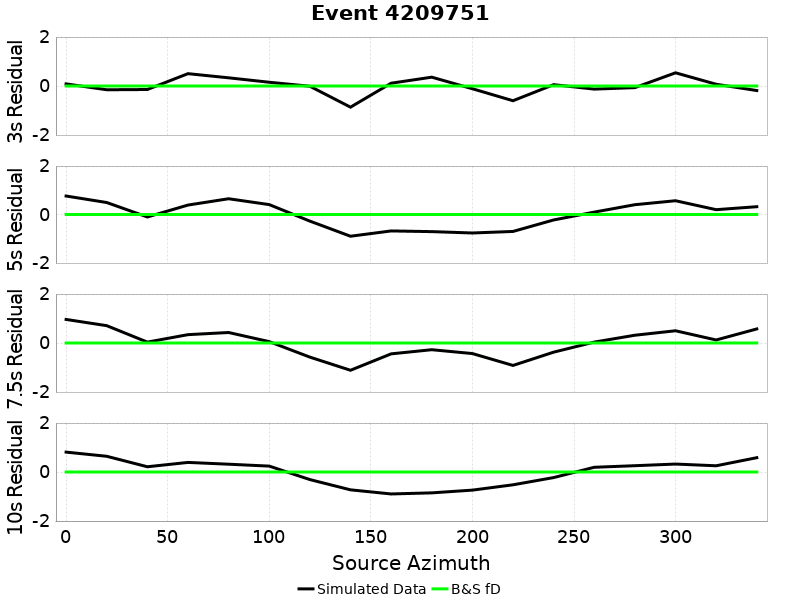 Event 4209751
3s Residual
2
0
-2
5s Residual
2
0
-2
7.5s Residual
2
0
-2
10s Residual
2
0
-2
0 50 100 150 200 250 300
Source Azimuth
Simulated Data B&S fD